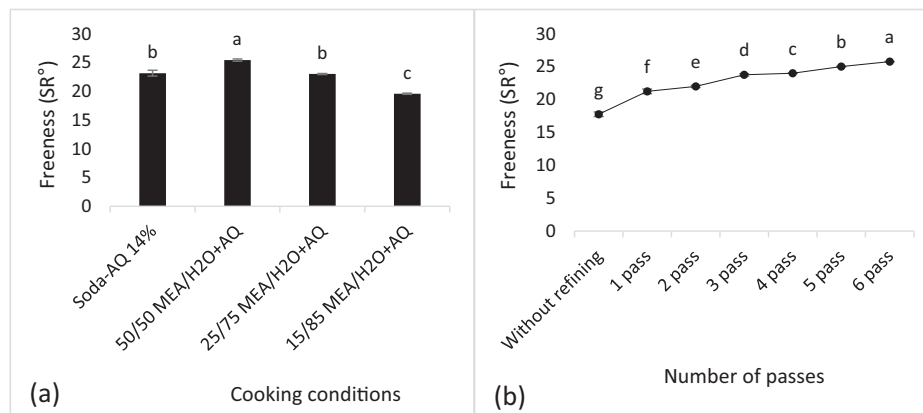 30
25
20
15
10
5
0
Freeness (SR°)
b
a
b
c
Soda-AQ 14%
50/50 MEA/H2O+AQ
25/75 MEA/H2O+AQ
15/85 MEA/H2O+AQ
(a)
Cooking conditions
30
25
20
15
10
5
0
Freeness (SR°)
g
f
e
d
c
b
a
Without refining
1 pass
2 pass
3 pass
4 pass
5 pass
6 pass
(b)
Number of passes